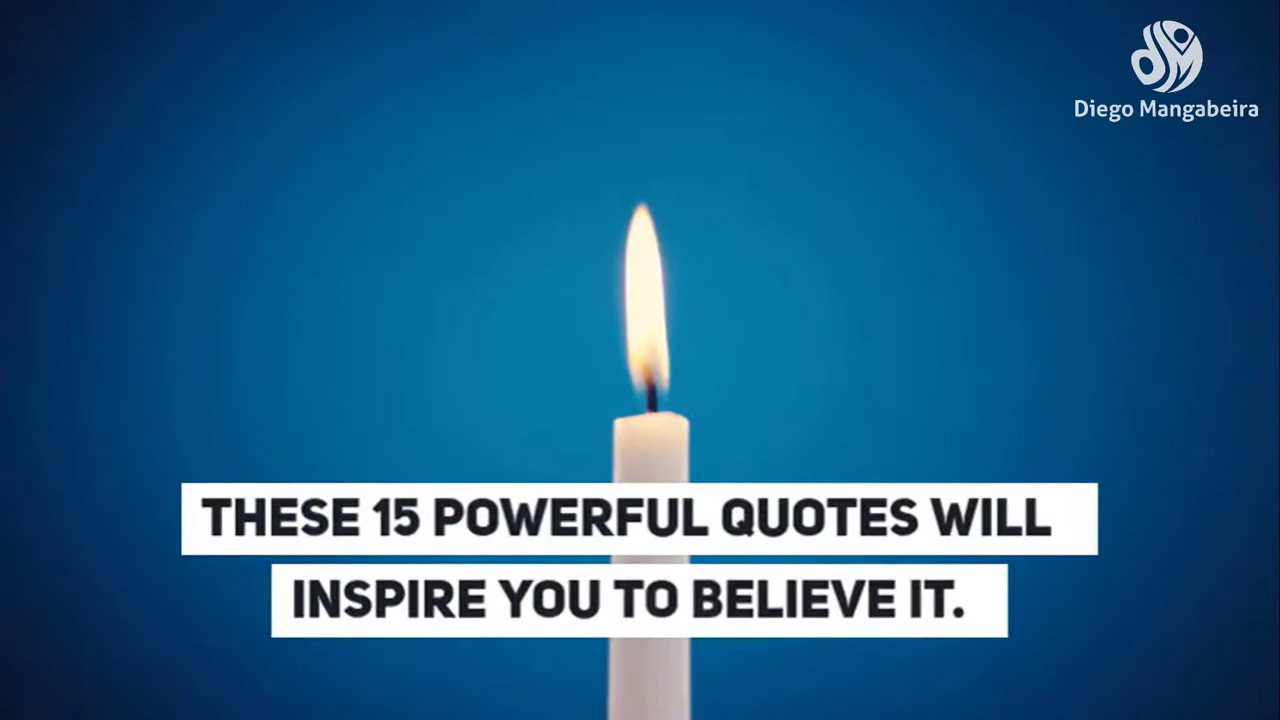 Diego Mangabeira
THESE 15 POWERFUL QUOTES WILL
INSPIRE YOU TO BELIEVE IT.